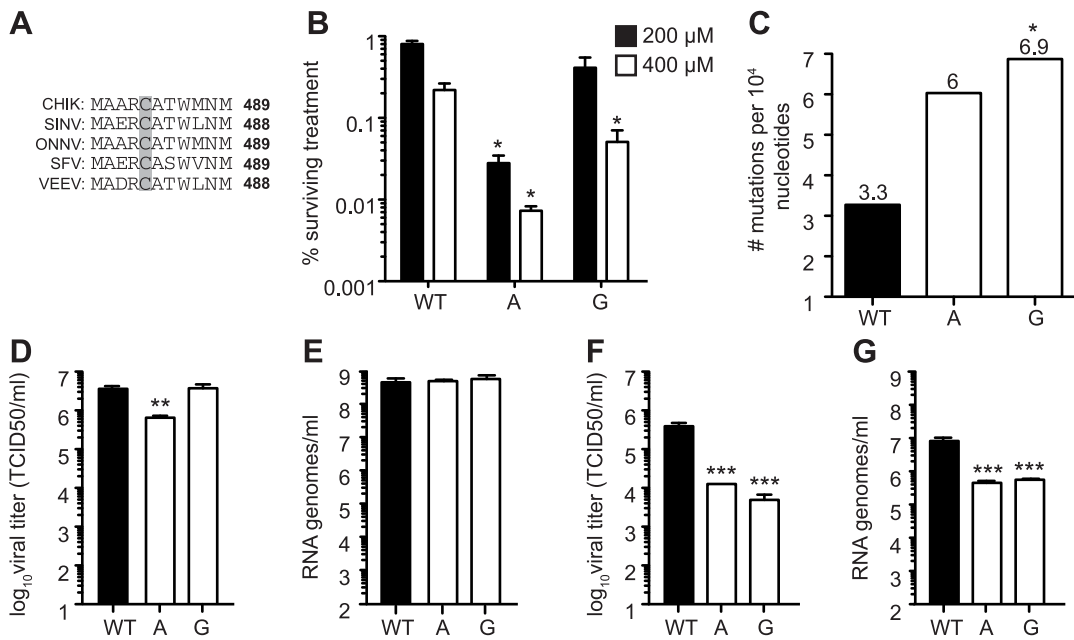 A
CHIK: MAARCATWMNM 489
SINV: MAERCATWLNM 488
ONNV: MAARCATWMNM 489
SFV: MAERCASWVNM 489
VEEV: MADRCATWLNM 488
B
% surviving treatment
1
0.1
0.01
0.001
* * *
WT A G
200 µM
400 µM
C
# mutations per 10⁴
nucleotides
7
6
5
4
3
2
1
3.3
6
*
6.9
WT A G
D
log₁₀viral titer (TCID50/ml)
7
6
5
4
3
2
1
**
WT A G
E
RNA genomes/ml
9
8
7
6
5
4
3
2
WT A G
F
log₁₀viral titer (TCID50/ml)
7
6
5
4
3
2
1
*** ***
WT A G
G
RNA genomes/ml
9
8
7
6
5
4
3
2
*** ***
WT A G